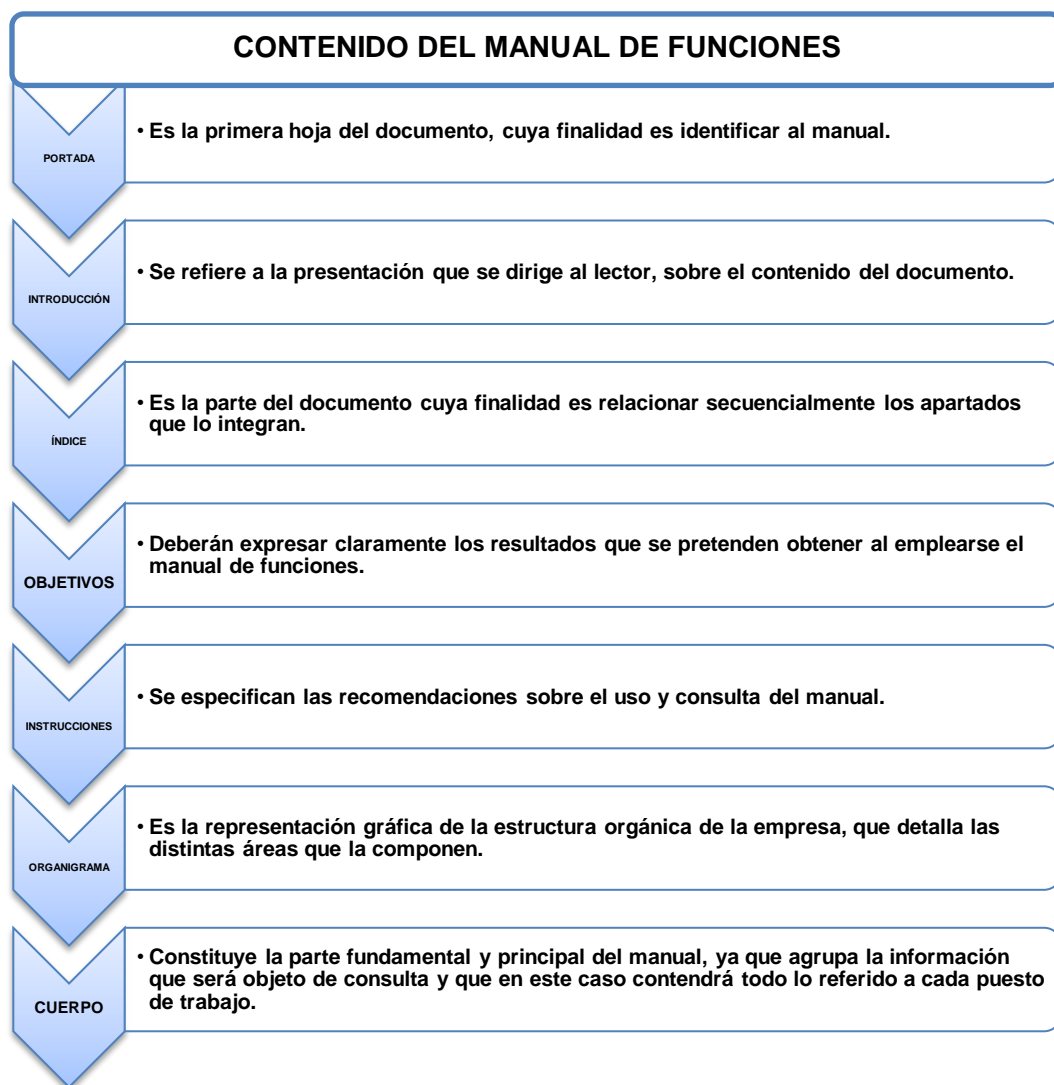 CONTENIDO DEL MANUAL DE FUNCIONES
PORTADA
• Es la primera hoja del documento, cuya finalidad es identificar al manual.
INTRODUCCIÓN
• Se refiere a la presentación que se dirige al lector, sobre el contenido del documento.
ÍNDICE
• Es la parte del documento cuya finalidad es relacionar secuencialmente los apartados
que lo integran.
OBJETIVOS
• Deberán expresar claramente los resultados que se pretenden obtener al emplearse el
manual de funciones.
INSTRUCCIONES
• Se especifican las recomendaciones sobre el uso y consulta del manual.
ORGANIGRAMA
• Es la representación gráfica de la estructura orgánica de la empresa, que detalla las
distintas áreas que la componen.
CUERPO
• Constituye la parte fundamental y principal del manual, ya que agrupa la información
que será objeto de consulta y que en este caso contendrá todo lo referido a cada puesto
de trabajo.